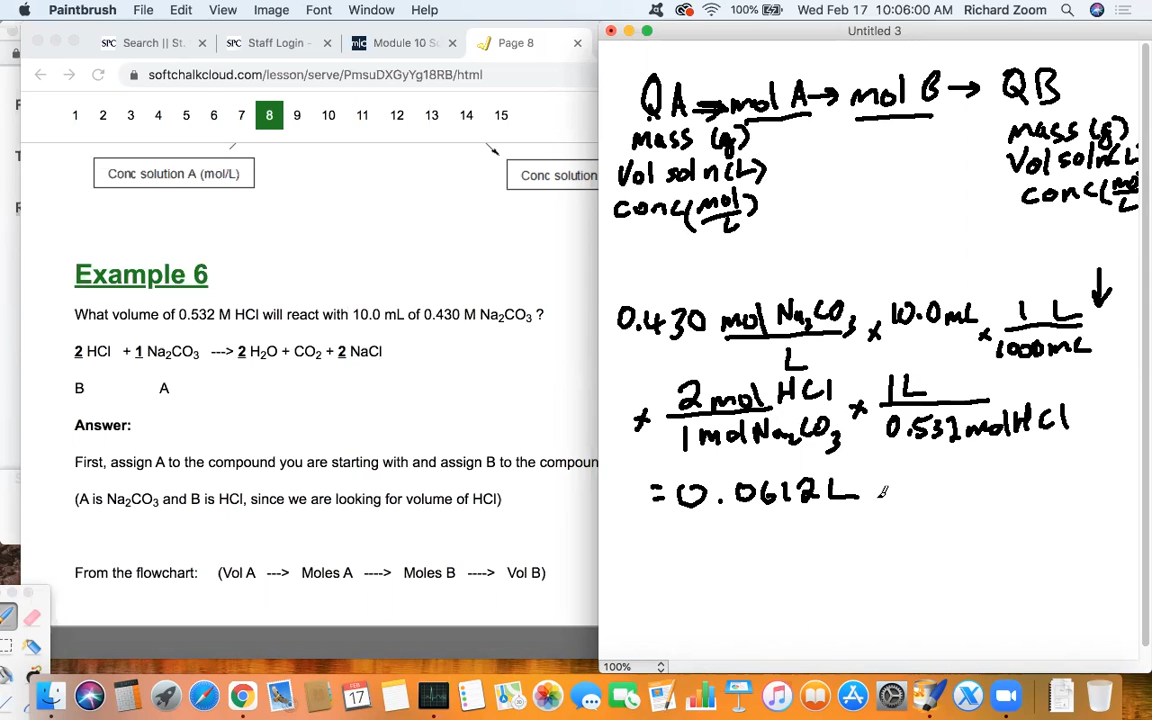 Paintbrush File Edit View Image Font Window Help
100% Wed Feb 17 10:06:00 AM Richard Zoom
Search || St.
Staff Login -
Module 10 So
Page 8
softchalkcloud.com/lesson/serve/PmsuDXGyYg18RB/html
1 2 3 4 5 6 7 8 9 10 11 12 13 14 15
Conc solution A (mol/L)
Conc solution
Example 6
What volume of 0.532 M HCl will react with 10.0 mL of 0.430 M Na₂CO₃ ?
2 HCl + 1 Na₂CO₃ ---> 2 H₂O + CO₂ + 2 NaCl
B A
Answer:
First, assign A to the compound you are starting with and assign B to the compoun
(A is Na₂CO₃ and B is HCl, since we are looking for volume of HCl)
From the flowchart: (Vol A ---> Moles A ----> Moles B ----> Vol B)
Untitled 3
QA → mol A → mol B → QB
mass (g)
Vol soln (L)
conc (mol/L)
mass (g)
Vol soln (L
conc (mo/L
0.430 mol Na₂CO₃/L × 10.0 mL × 1 L/1000 mL
× 2 mol HCl/1 mol Na₂CO₃ × 1L/0.532 mol HCl
= 0.0612 L
100%
FEB
17